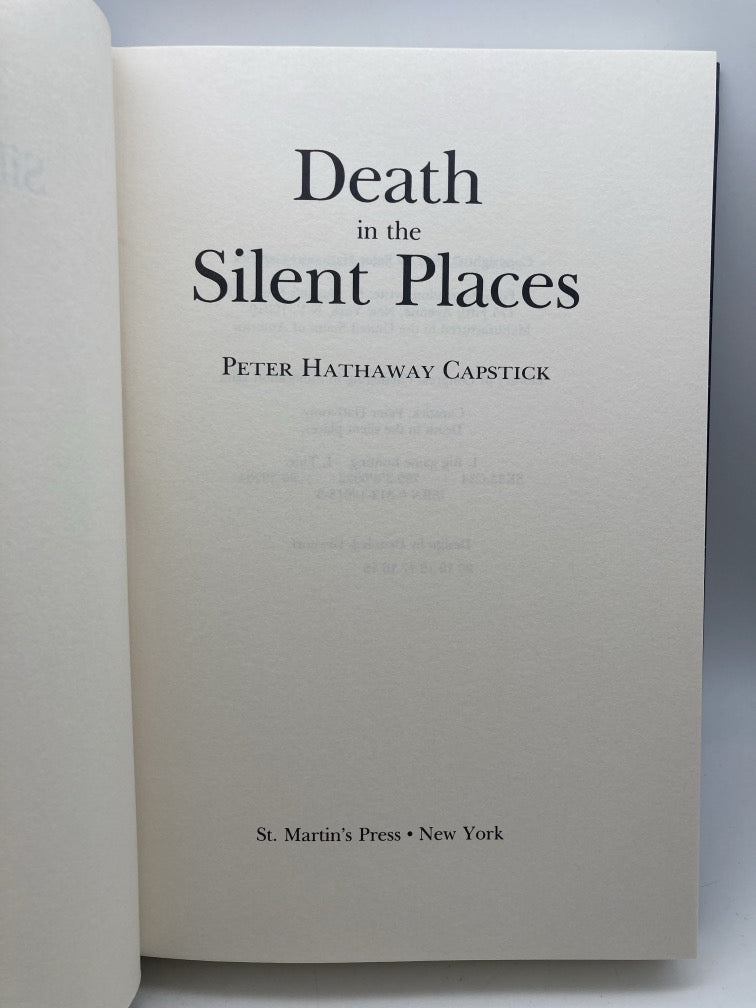 Death
in the
Silent Places
PETER HATHAWAY CAPSTICK
St. Martin's Press • New York